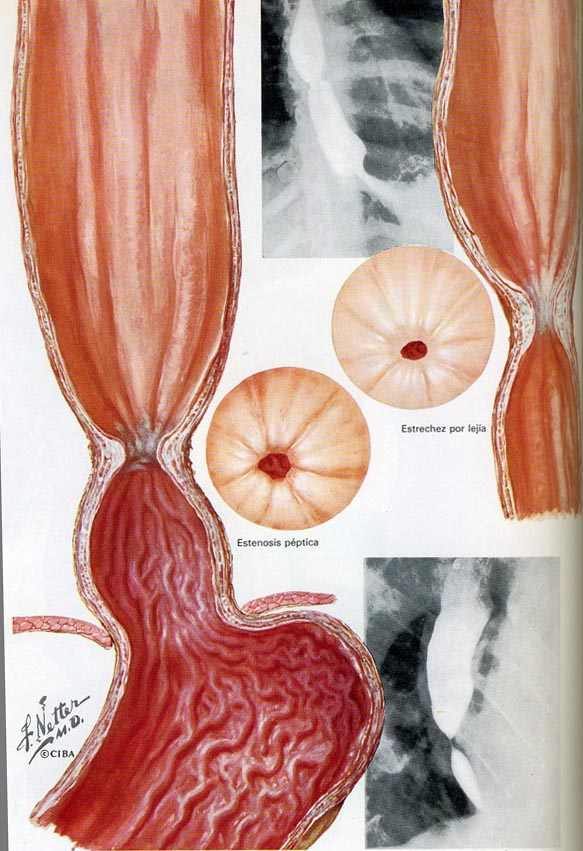 Estrechez por lejía
Estenosis péptica
F. Netter
M.D.
© CIBA